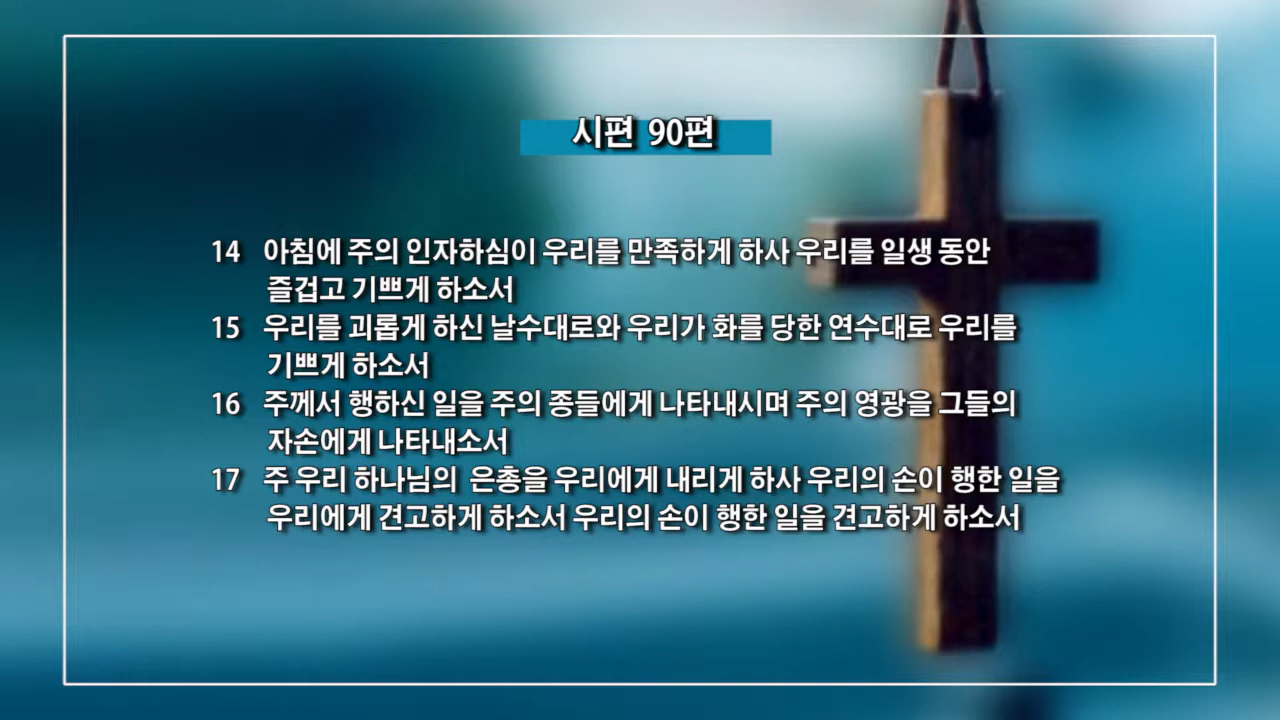 시편 90편
14 아침에 주의 인자하심이 우리를 만족하게 하사 우리를 일생 동안
즐겁고 기쁘게 하소서
15 우리를 괴롭게 하신 날수대로와 우리가 화를 당한 연수대로 우리를
기쁘게 하소서
16 주께서 행하신 일을 주의 종들에게 나타내시며 주의 영광을 그들의
자손에게 나타내소서
17 주 우리 하나님의 은총을 우리에게 내리게 하사 우리의 손이 행한 일을
우리에게 견고하게 하소서 우리의 손이 행한 일을 견고하게 하소서